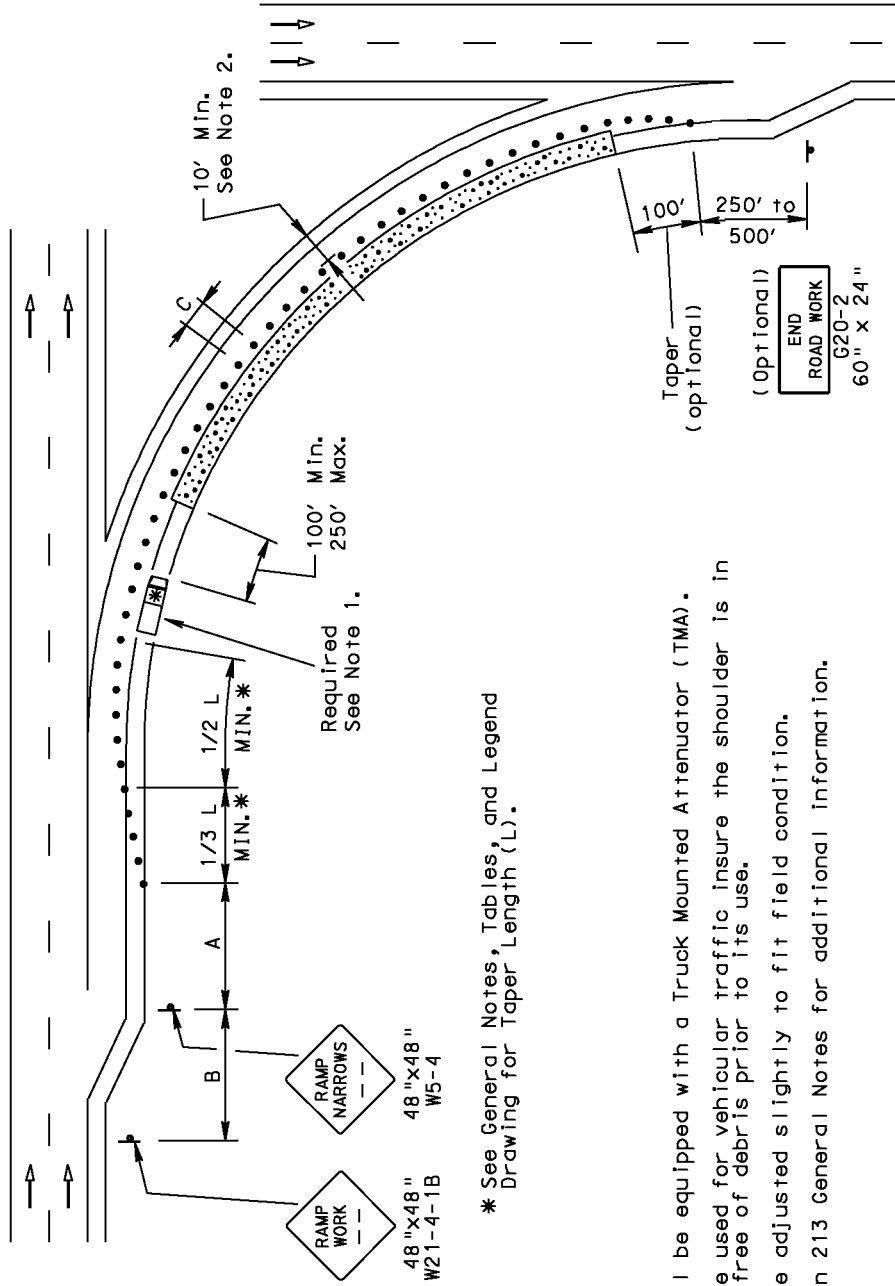 10' Min.
See Note 2.
C
100' Min.
250' Max.
Required
See Note 1.
1/2 L
MIN.*
1/3 L
MIN.*
A
B
RAMP
NARROWS
-- --
48"x48"
W5-4
RAMP
WORK
-- --
48"x48"
W21-4-1B
100'
250' to
500'
Taper
(optional)
(Optional)
END
ROAD WORK
G20-2
60" x 24"
* See General Notes, Tables, and Legend
Drawing for Taper Length (L).
l be equipped with a Truck Mounted Attenuator (TMA).
e used for vehicular traffic insure the shoulder is in
free of debris prior to its use.
e adjusted slightly to fit field condition.
n 213 General Notes for additional information.